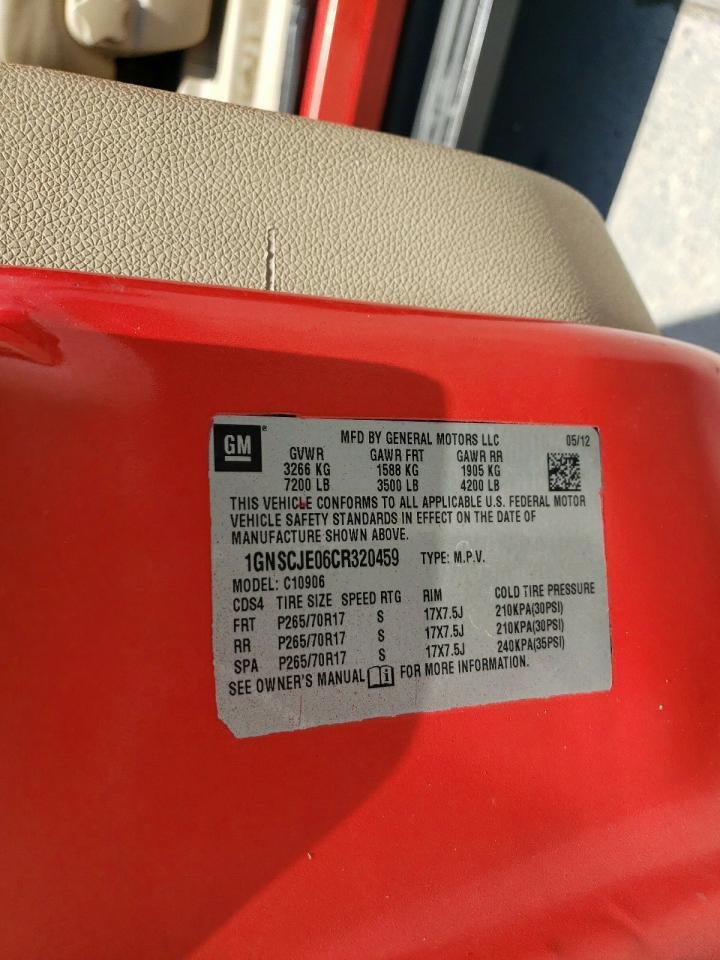 GM®
MFD BY GENERAL MOTORS LLC 05/12
GVWR GAWR FRT GAWR RR
3266 KG 1588 KG 1905 KG
7200 LB 3500 LB 4200 LB
THIS VEHICLE CONFORMS TO ALL APPLICABLE U.S. FEDERAL MOTOR
VEHICLE SAFETY STANDARDS IN EFFECT ON THE DATE OF
MANUFACTURE SHOWN ABOVE.
1GNSCJE06CR320459 TYPE: M.P.V.
MODEL: C10906
CDS4 TIRE SIZE SPEED RTG RIM COLD TIRE PRESSURE
FRT P265/70R17 S 17X7.5J 210KPA(30PSI)
RR P265/70R17 S 17X7.5J 210KPA(30PSI)
SPA P265/70R17 S 17X7.5J 240KPA(35PSI)
SEE OWNER'S MANUAL FOR MORE INFORMATION.